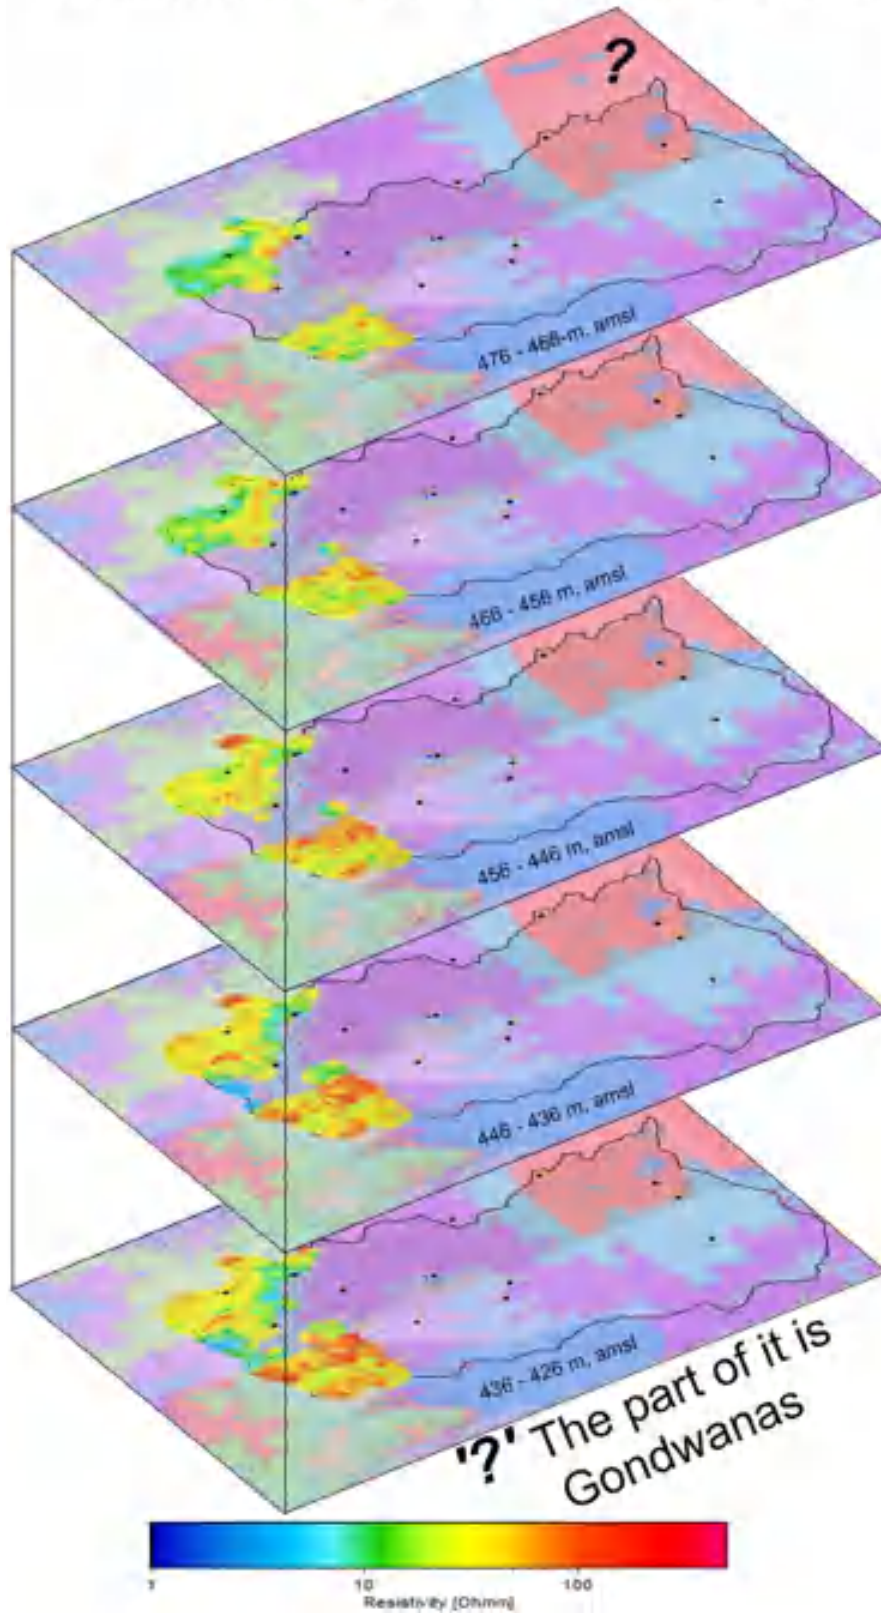 ?
476 - 466 m, amsl
466 - 456 m, amsl
456 - 446 m, amsl
446 - 436 m, amsl
436 - 426 m, amsl
'?' The part of it is
Gondwanas
1 10 100
Resistivity [Ohmm]